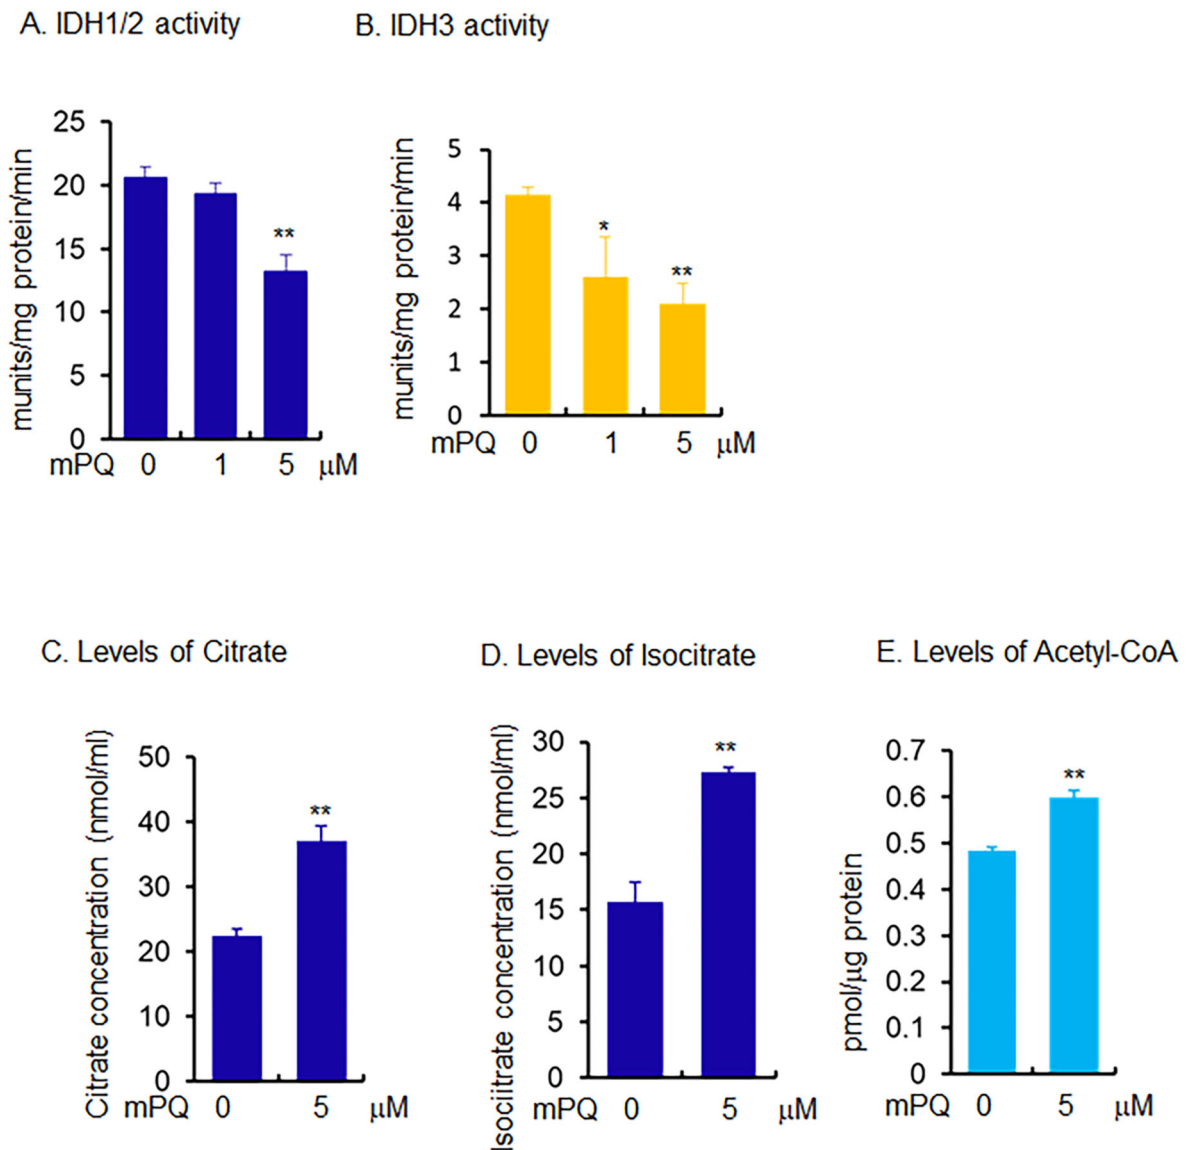 A. IDH1/2 activity
B. IDH3 activity
munits/mg protein/min
25
20
15
10
5
0
**
mPQ 0 1 5 μM
munits/mg protein/min
5
4
3
2
1
0
*
**
mPQ 0 1 5 μM
C. Levels of Citrate
D. Levels of Isocitrate
E. Levels of Acetyl-CoA
Citrate concentration (nmol/ml)
50
40
30
20
10
0
**
mPQ 0 5 μM
Isociitrate concentration (nmol/ml)
30
25
20
15
10
5
0
**
mPQ 0 5 μM
pmol/μg protein
0.7
0.6
0.5
0.4
0.3
0.2
0.1
0
**
mPQ 0 5 μM